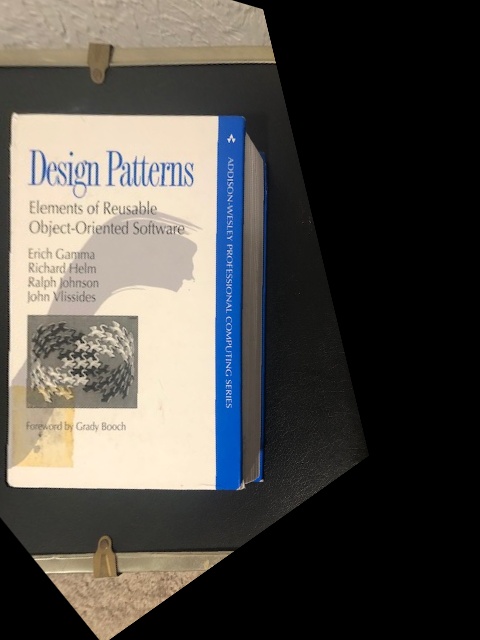 Design Patterns
Elements of Reusable
Object-Oriented Software
Erich Gamma
Richard Helm
Ralph Johnson
John Vlissides
Foreword by Grady Booch
ADDISON-WESLEY PROFESSIONAL COMPUTING SERIES